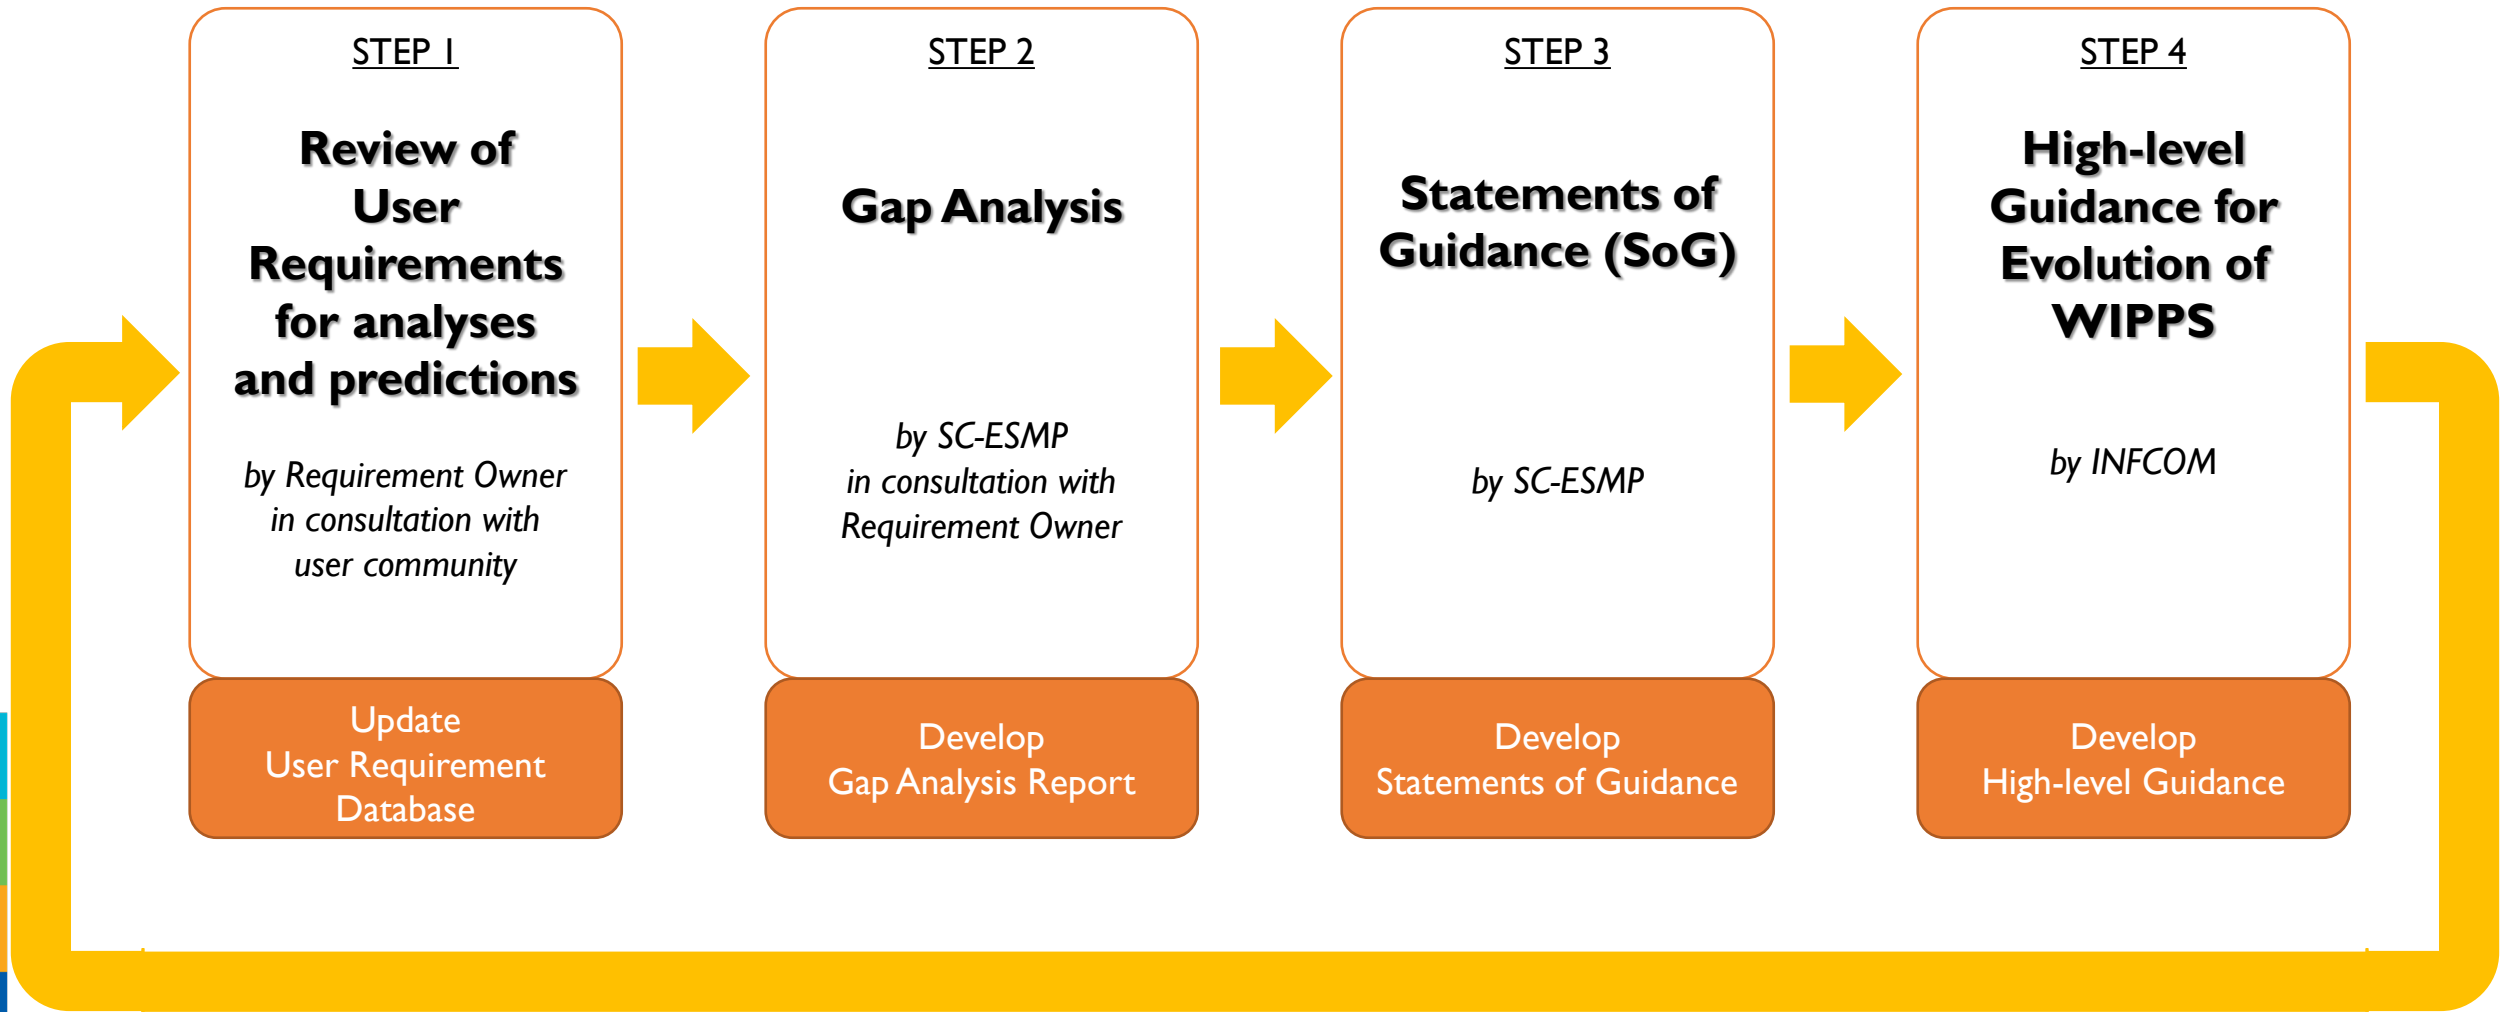 STEP 1
Review of
User
Requirements
for analyses
and predictions
by Requirement Owner
in consultation with
user community
Update
User Requirement
Database
STEP 2
Gap Analysis
by SC-ESMP
in consultation with
Requirement Owner
Develop
Gap Analysis Report
STEP 3
Statements of
Guidance (SoG)
by SC-ESMP
Develop
Statements of Guidance
STEP 4
High-level
Guidance for
Evolution of
WIPPS
by INFCOM
Develop
High-level Guidance